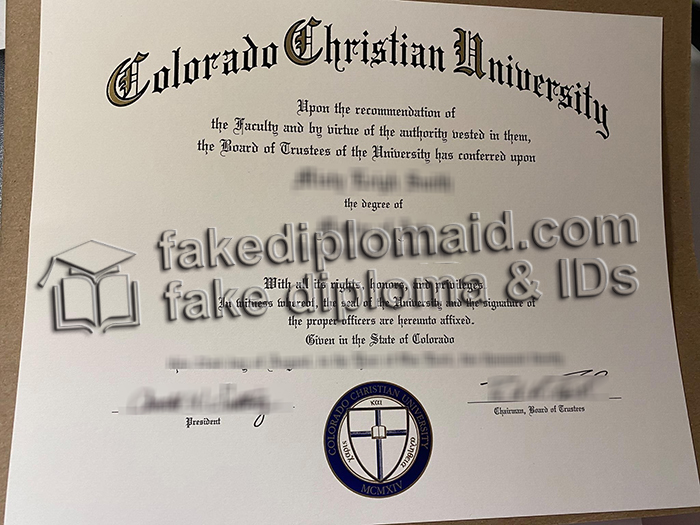 Colorado Christian University
Upon the recommendation of
the Faculty and by virtue of the authority vested in them,
the Board of Trustees of the University has conferred upon
the degree of
fakediplomaid.com
fake diploma & IDs
With all its rights, honors, and privileges
In witness whereof, the seal of the University and the signature of
the proper officers are hereunto affixed.
Given in the State of Colorado
President
Chairman, Board of Trustees
COLORADO CHRISTIAN UNIVERSITY
ΚΑΙ
MCMXIV